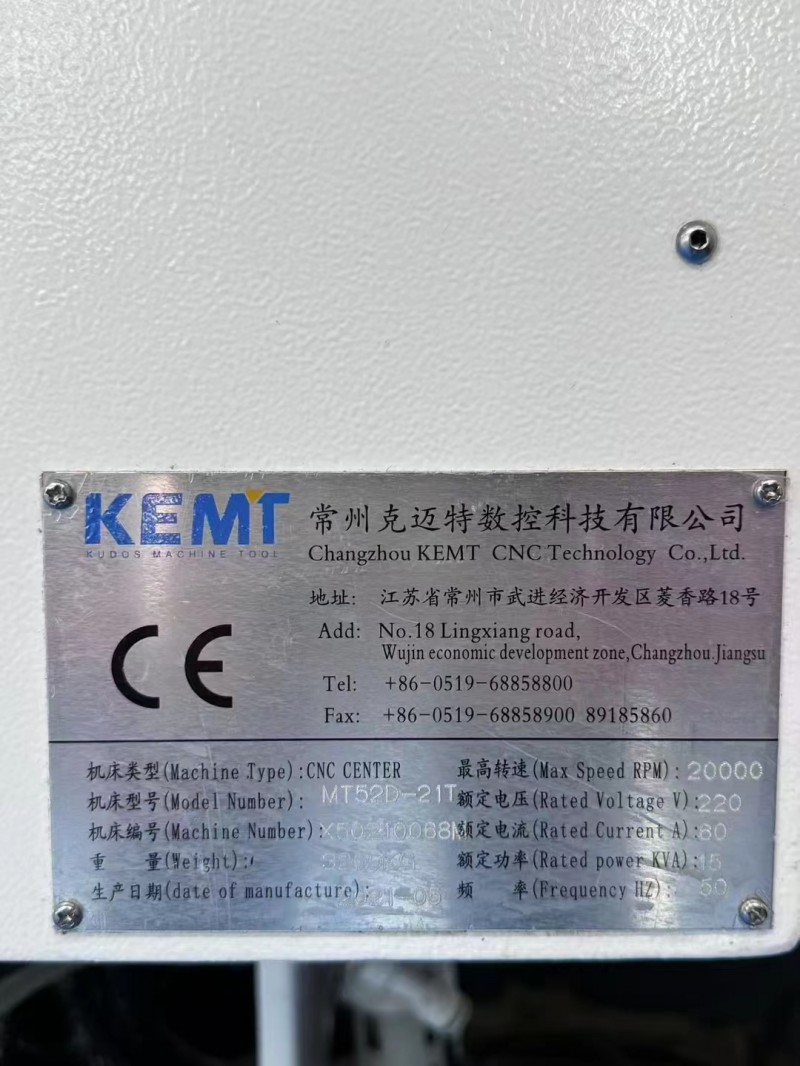 KEMT
KUDOS MACHINE TOOL
常州克迈特数控科技有限公司
Changzhou KEMT CNC Technology Co.,Ltd.
地址: 江苏省常州市武进经济开发区菱香路18号
Add: No.18 Lingxiang road,
Wujin economic development zone,Changzhou.Jiangsu
CE
Tel: +86-0519-68858800
Fax: +86-0519-68858900 89185860
机床类型(Machine Type):CNC CENTER
机床型号(Model Number): MT52D-21T
机床编号(Machine Number):
重 量(Weight):
生产日期(date of manufacture):
最高转速(Max Speed RPM): 20000
额定电压(Rated Voltage V):220
额定电流(Rated Current A):
额定功率(Rated power KVA):15
频 率(Frequency HZ): 50